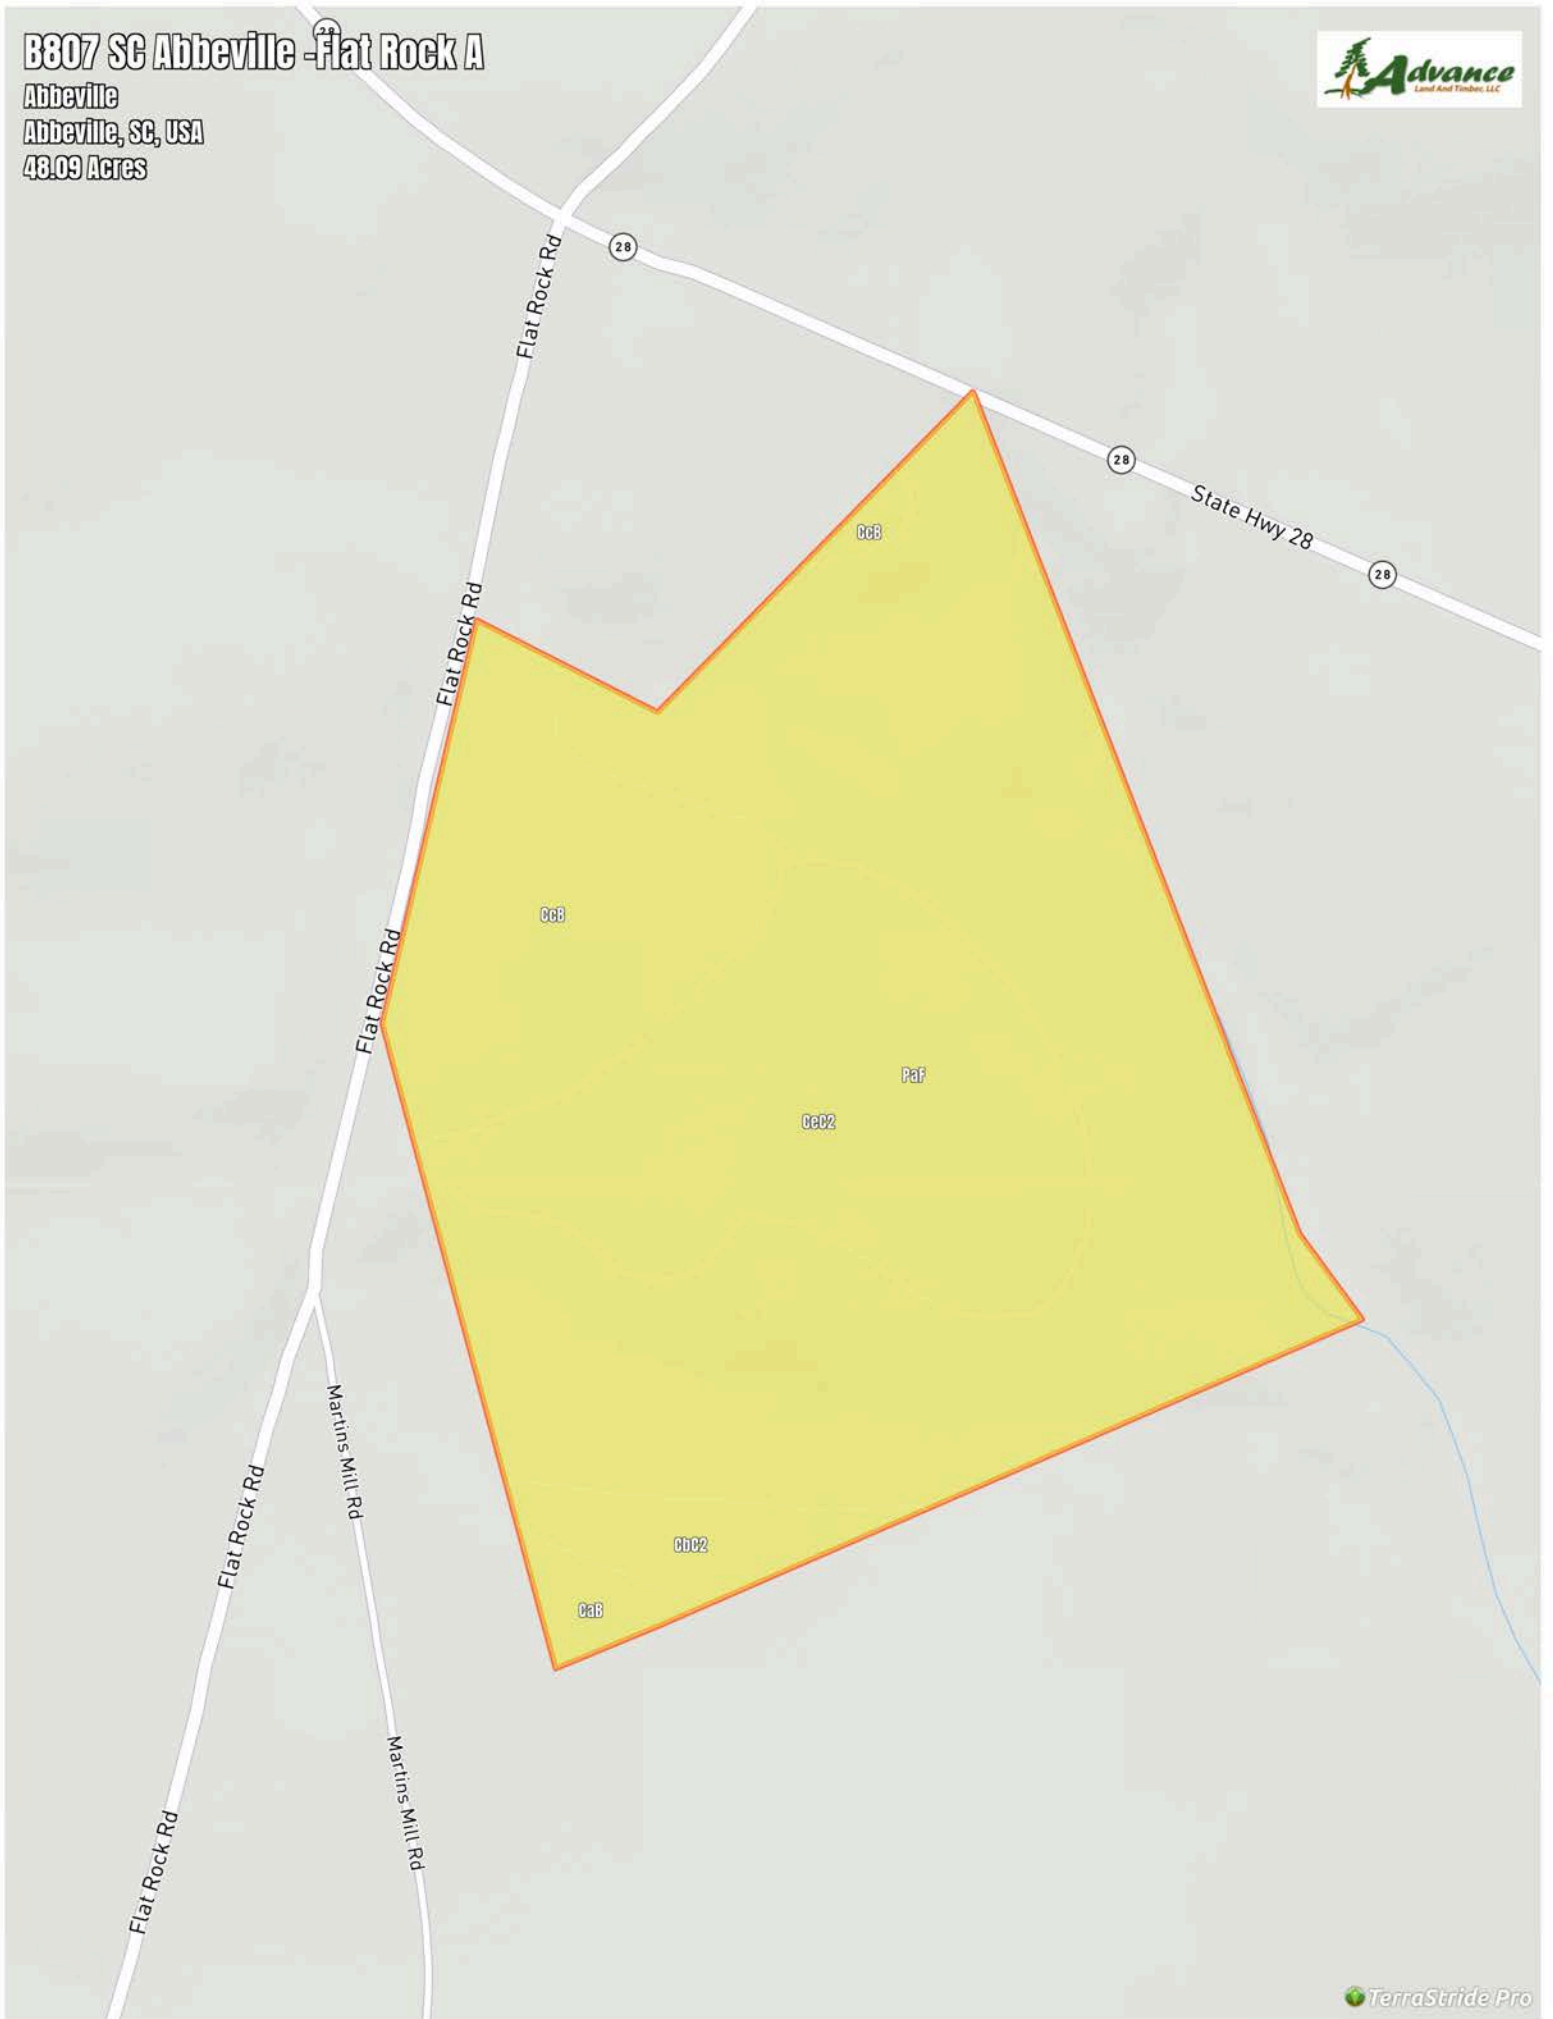 B807 SC Abbeville -Flat Rock A
Abbeville
Abbeville, SC, USA
48.09 Acres
Advance
Land And Timber, LLC
28
Flat Rock Rd
28
28
State Hwy 28
28
CcB
Flat Rock Rd
CcB
Flat Rock Rd
PaF
CeC2
Martins Mill Rd
Flat Rock Rd
CbC2
CaB
Martins Mill Rd
Flat Rock Rd
TerraStride Pro